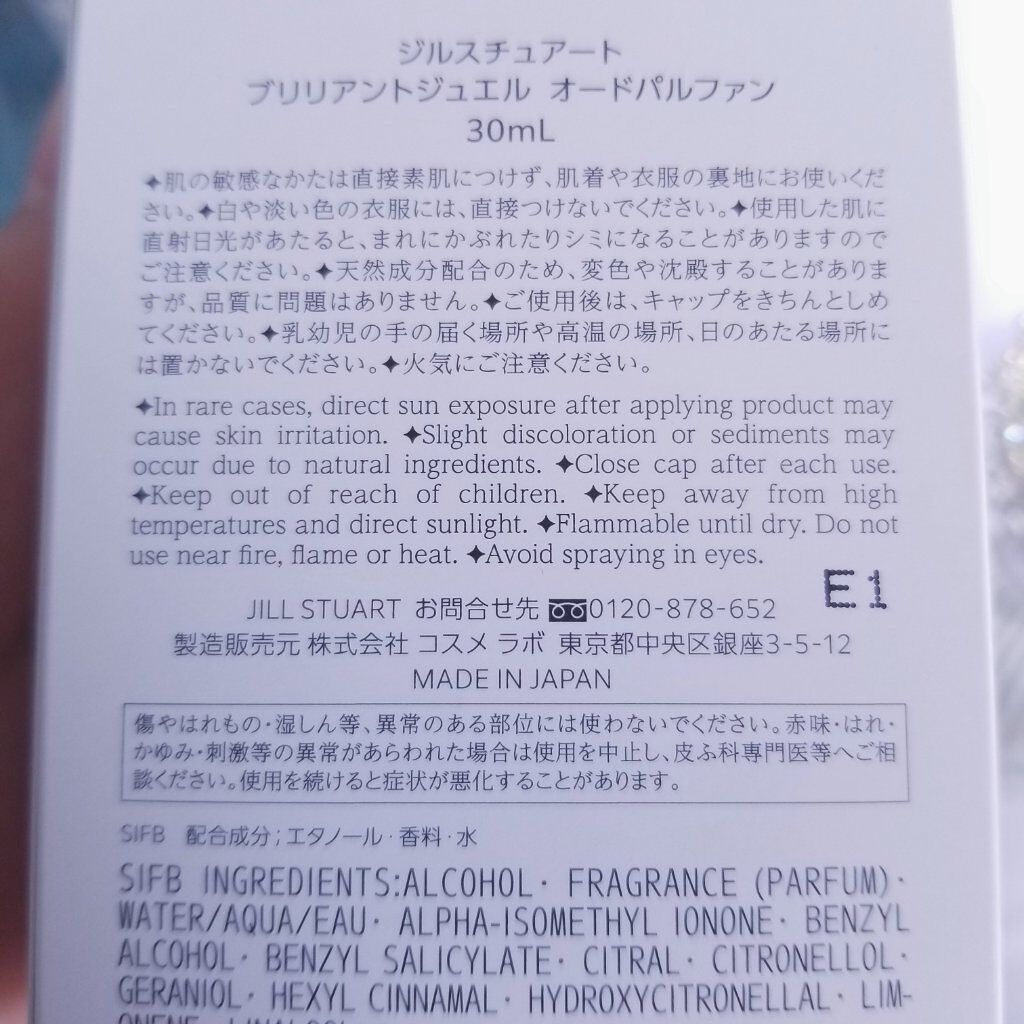 ジルスチュアート
ブリリアントジュエル オードパルファン
30mL
✦肌の敏感なかたは直接素肌につけず、肌着や衣服の裏地にお使いくだ
さい。✦白や淡い色の衣服には、直接つけないでください。✦使用した肌に
直射日光があたると、まれにかぶれたりシミになることがありますので
ご注意ください。✦天然成分配合のため、変色や沈殿することがありま
すが、品質に問題はありません。✦ご使用後は、キャップをきちんとしめ
てください。✦乳幼児の手の届く場所や高温の場所、日のあたる場所に
は置かないでください。✦火気にご注意ください。
✦In rare cases, direct sun exposure after applying product may
cause skin irritation. ✦Slight discoloration or sediments may
occur due to natural ingredients. ✦Close cap after each use.
✦Keep out of reach of children. ✦Keep away from high
temperatures and direct sunlight. ✦Flammable until dry. Do not
use near fire, flame or heat. ✦Avoid spraying in eyes.
E1
JILL STUART お問合せ先 0120-878-652
製造販売元 株式会社 コスメ ラボ 東京都中央区銀座3-5-12
MADE IN JAPAN
傷やはれもの・湿しん等、異常のある部位には使わないでください。赤味・はれ・
かゆみ・刺激等の異常があらわれた場合は使用を中止し、皮ふ科専門医等へご相
談ください。使用を続けると症状が悪化することがあります。
SIFB 配合成分;エタノール・香料・水
SIFB INGREDIENTS:ALCOHOL・ FRAGRANCE (PARFUM)・
WATER/AQUA/EAU・ ALPHA-ISOMETHYL IONONE・ BENZYL
ALCOHOL・ BENZYL SALICYLATE・ CITRAL・ CITRONELLOL・
GERANIOL・ HEXYL CINNAMAL・ HYDROXYCITRONELLAL・ LIM-